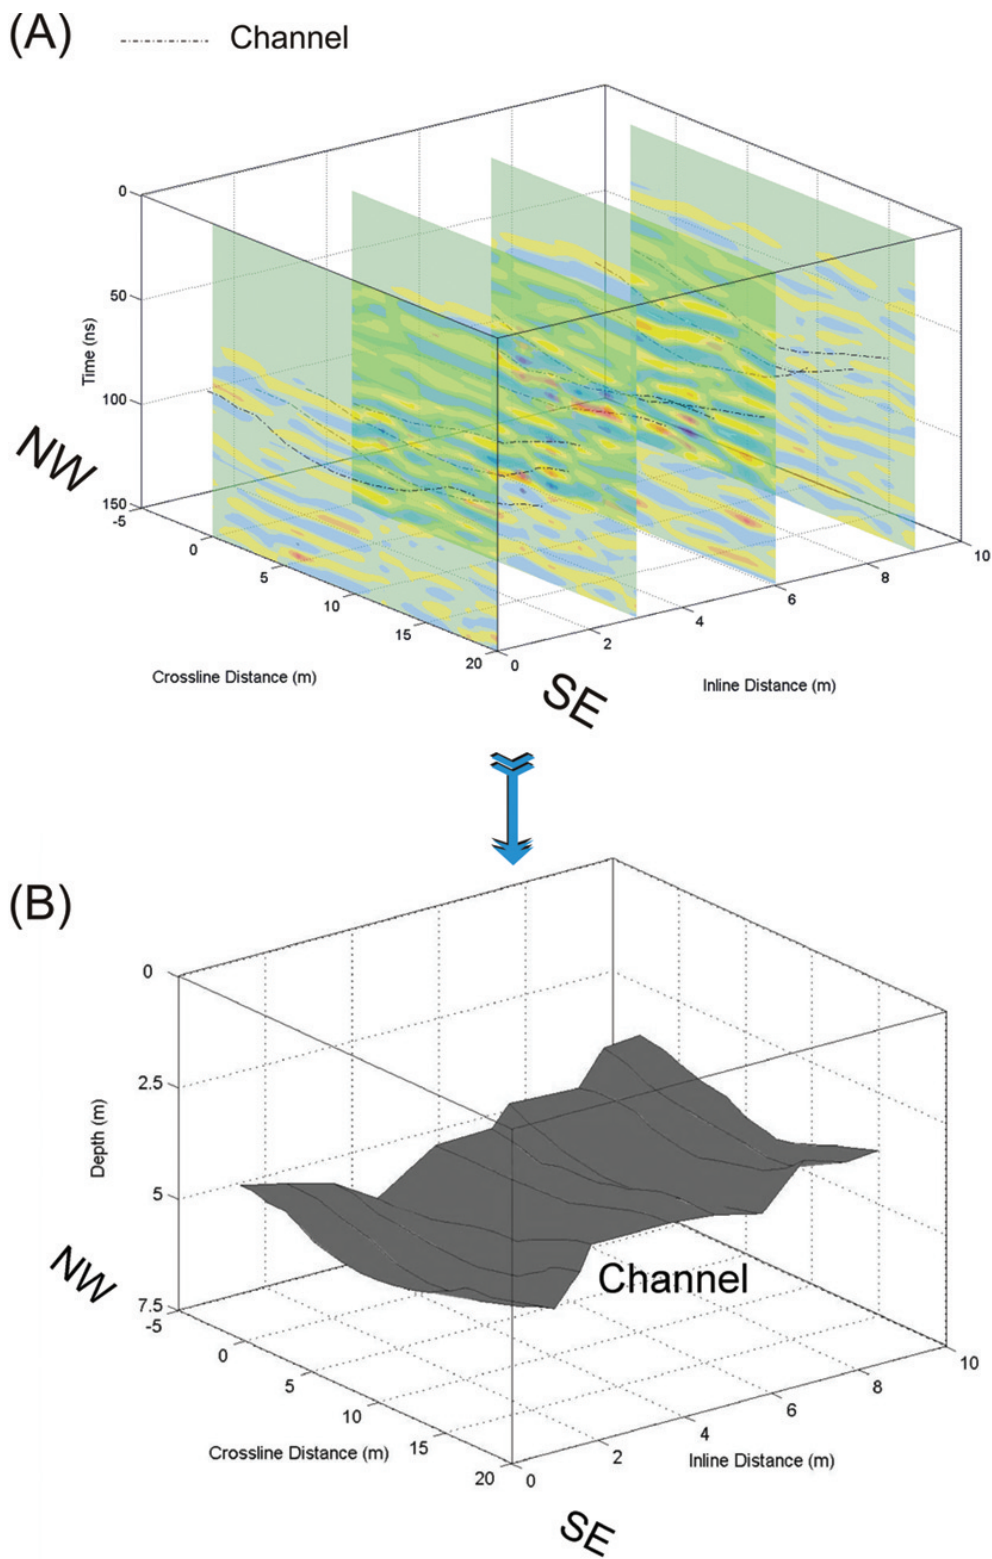 (A)
Channel
0
50
Time (ns)
100
150
NW
-5
0
5
10
15
20
Crossline Distance (m)
0
2
4
6
8
10
Inline Distance (m)
SE
(B)
0
2.5
Depth (m)
5
7.5
NW
-5
0
5
10
15
20
Crossline Distance (m)
Channel
0
2
4
6
8
10
Inline Distance (m)
SE